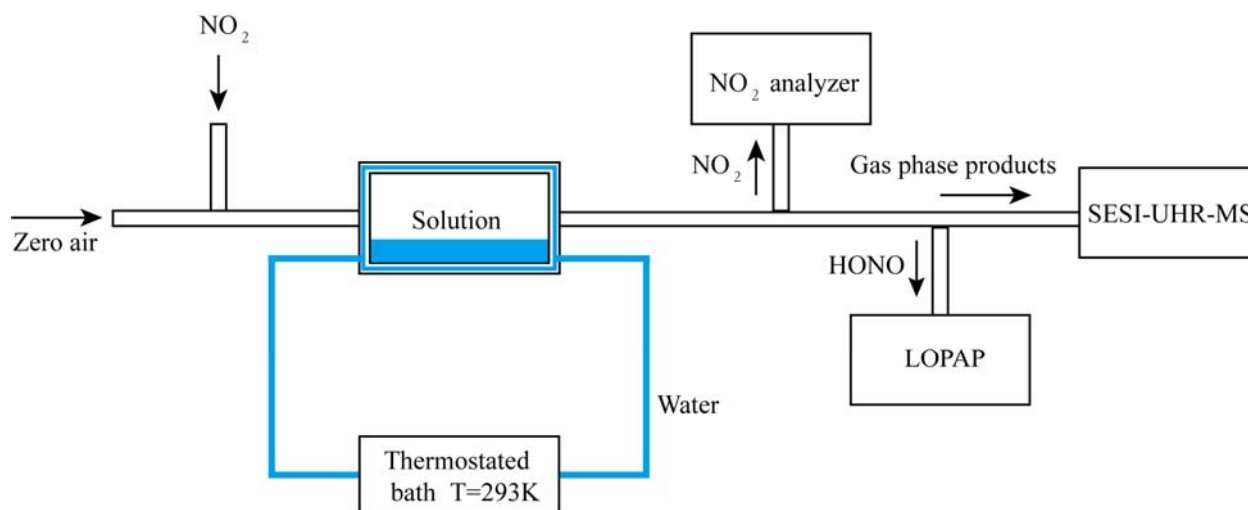 NO₂
Zero air
Solution
NO₂ analyzer
NO₂
Gas phase products
SESI-UHR-MS
HONO
LOPAP
Water
Thermostated
bath T=293K